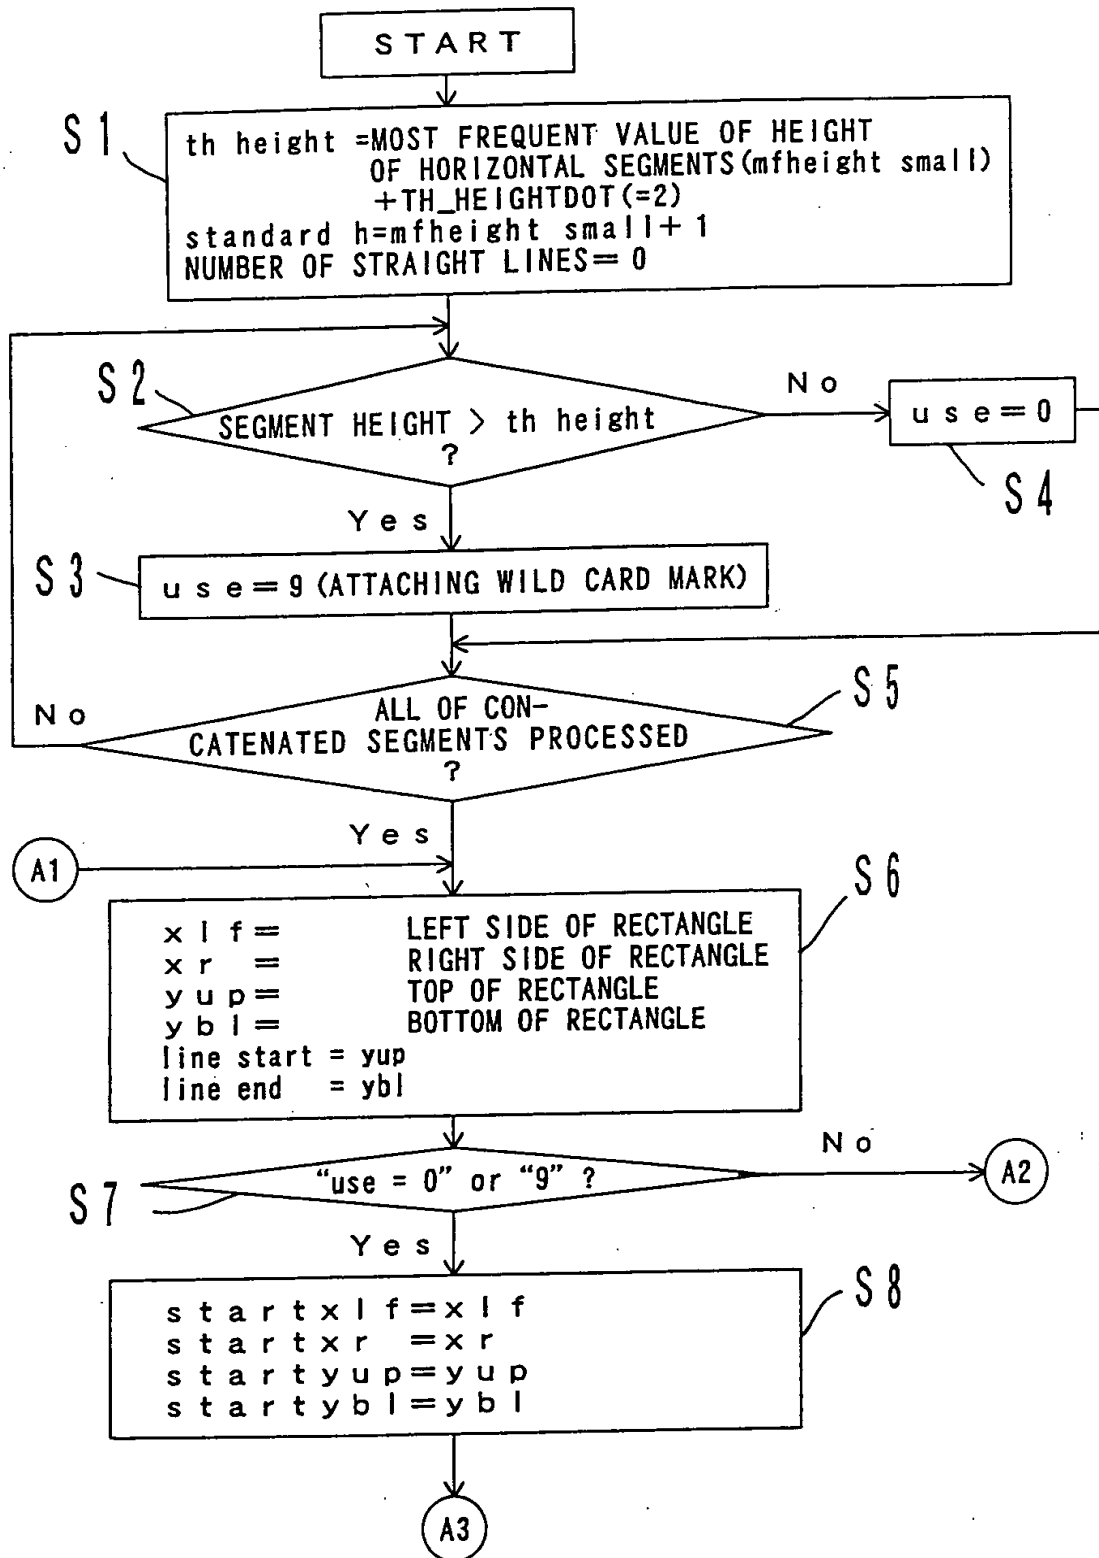 START
S1
th height =MOST FREQUENT VALUE OF HEIGHT
OF HORIZONTAL SEGMENTS(mfheight small)
+TH_HEIGHTDOT(=2)
standard h=mfheight small+1
NUMBER OF STRAIGHT LINES=0
S2
SEGMENT HEIGHT > th height
?
No
use=0
S4
Yes
S3
use=9(ATTACHING WILD CARD MARK)
S5
No
ALL OF CON-
CATENATED SEGMENTS PROCESSED
?
Yes
A1
S6
xlf= LEFT SIDE OF RECTANGLE
xr = RIGHT SIDE OF RECTANGLE
yup= TOP OF RECTANGLE
ybl= BOTTOM OF RECTANGLE
line start = yup
line end = ybl
No
"use = 0" or "9" ?
A2
S7
Yes
S8
startxlf=xlf
startxr =xr
startyup=yup
startybl=ybl
A3